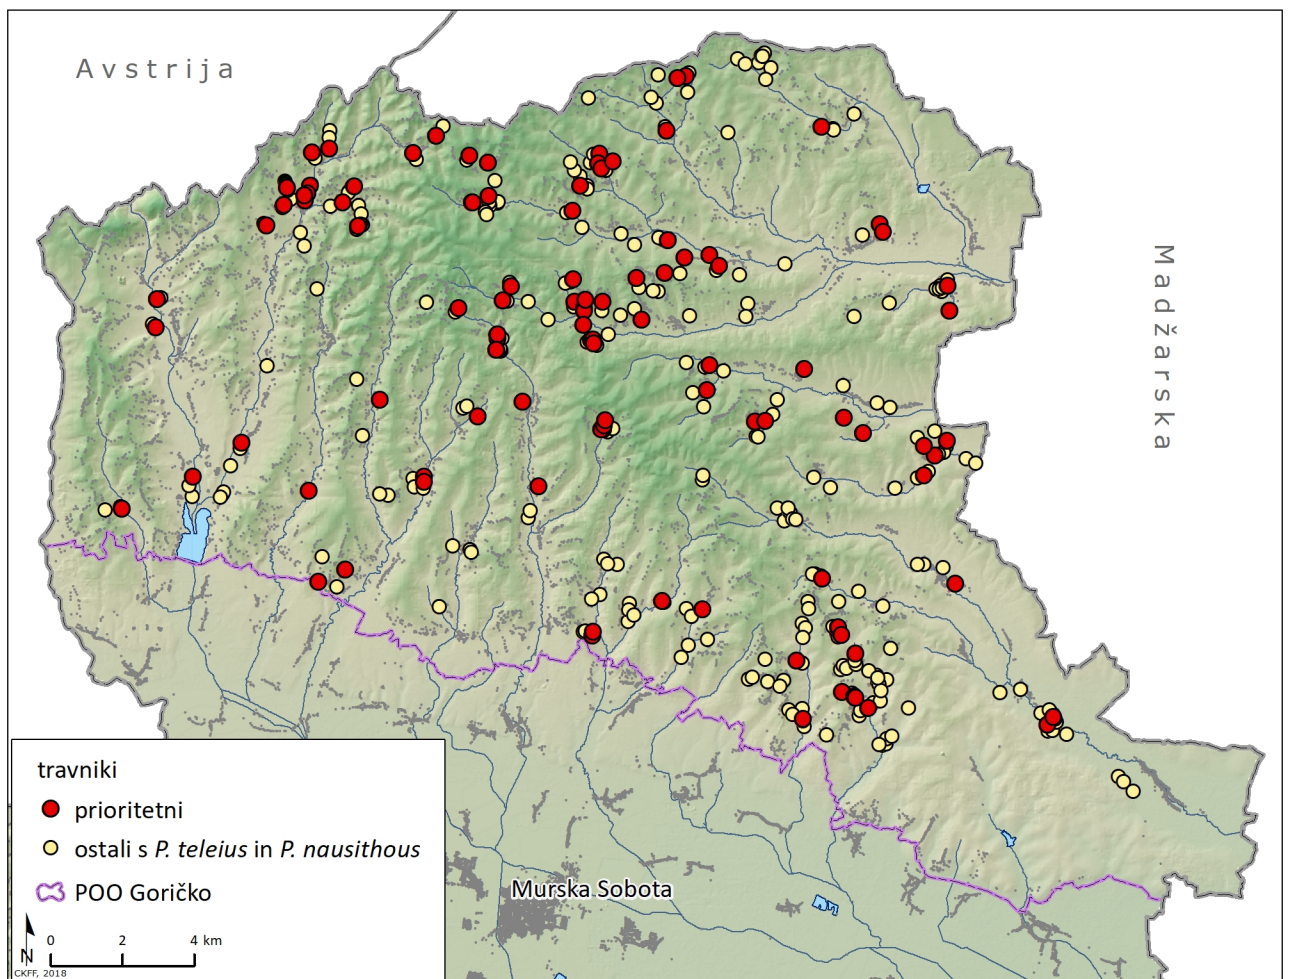 Avstrija
Madžarska
travniki
prioritetni
ostali s P. teleius in P. nausithous
POO Goričko
Murska Sobota
N
0 2 4 km
CKFF, 2018